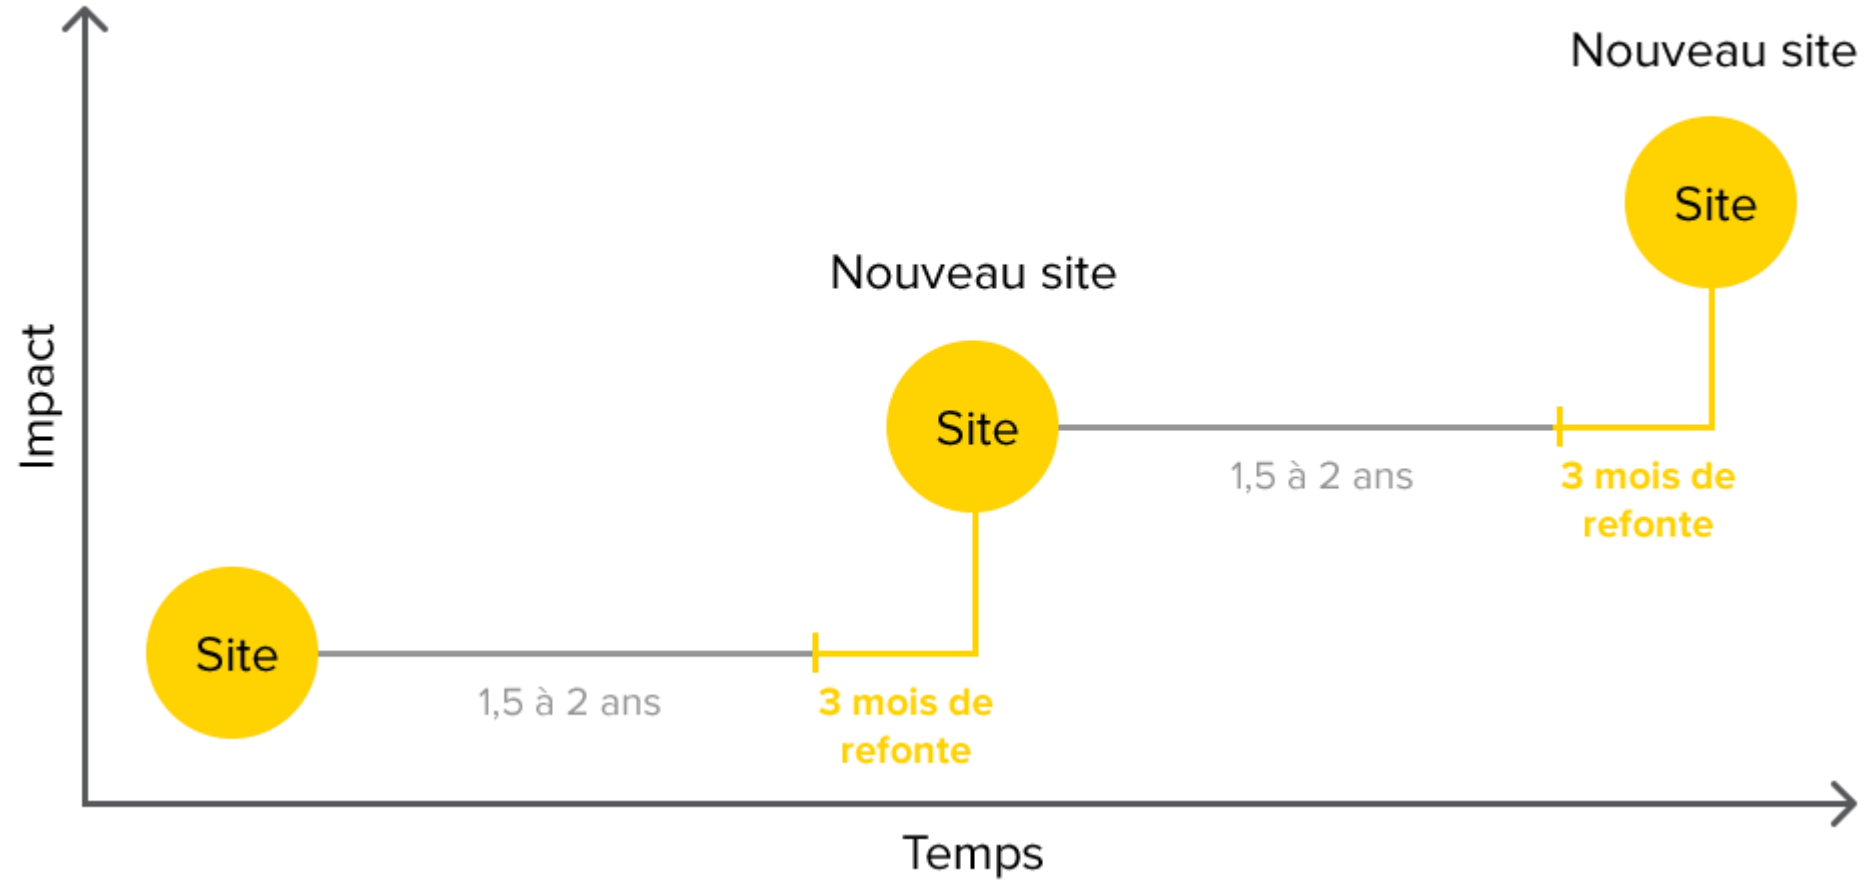 Nouveau site
Site
Nouveau site
Impact
Site
1,5 à 2 ans
3 mois de
refonte
Site
1,5 à 2 ans
3 mois de
refonte
Temps